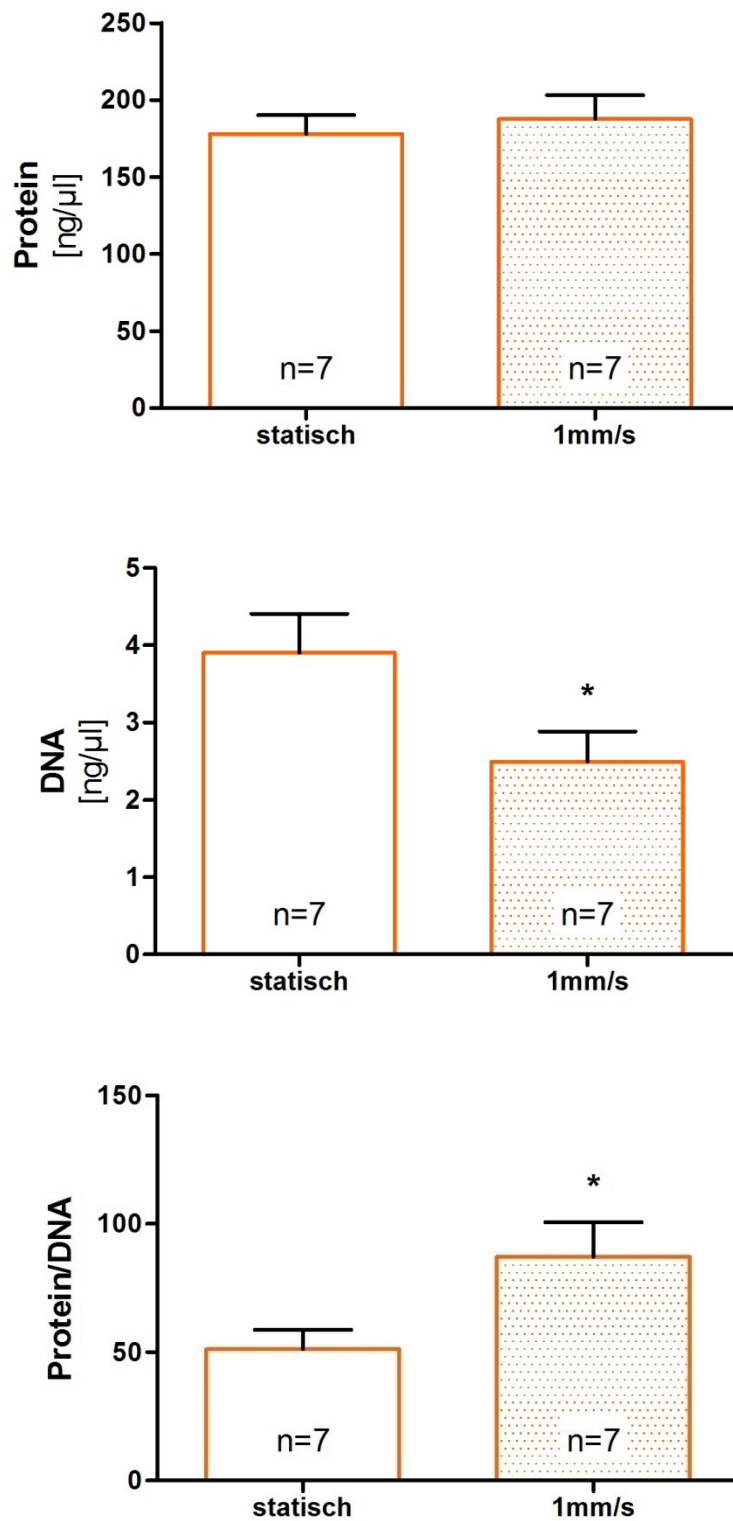 250
200
150
100
50
0
Protein
[ng/µl]
n=7
n=7
statisch
1mm/s
5
4
3
2
1
0
DNA
[ng/µl]
*
n=7
n=7
statisch
1mm/s
150
100
50
0
Protein/DNA
*
n=7
n=7
statisch
1mm/s